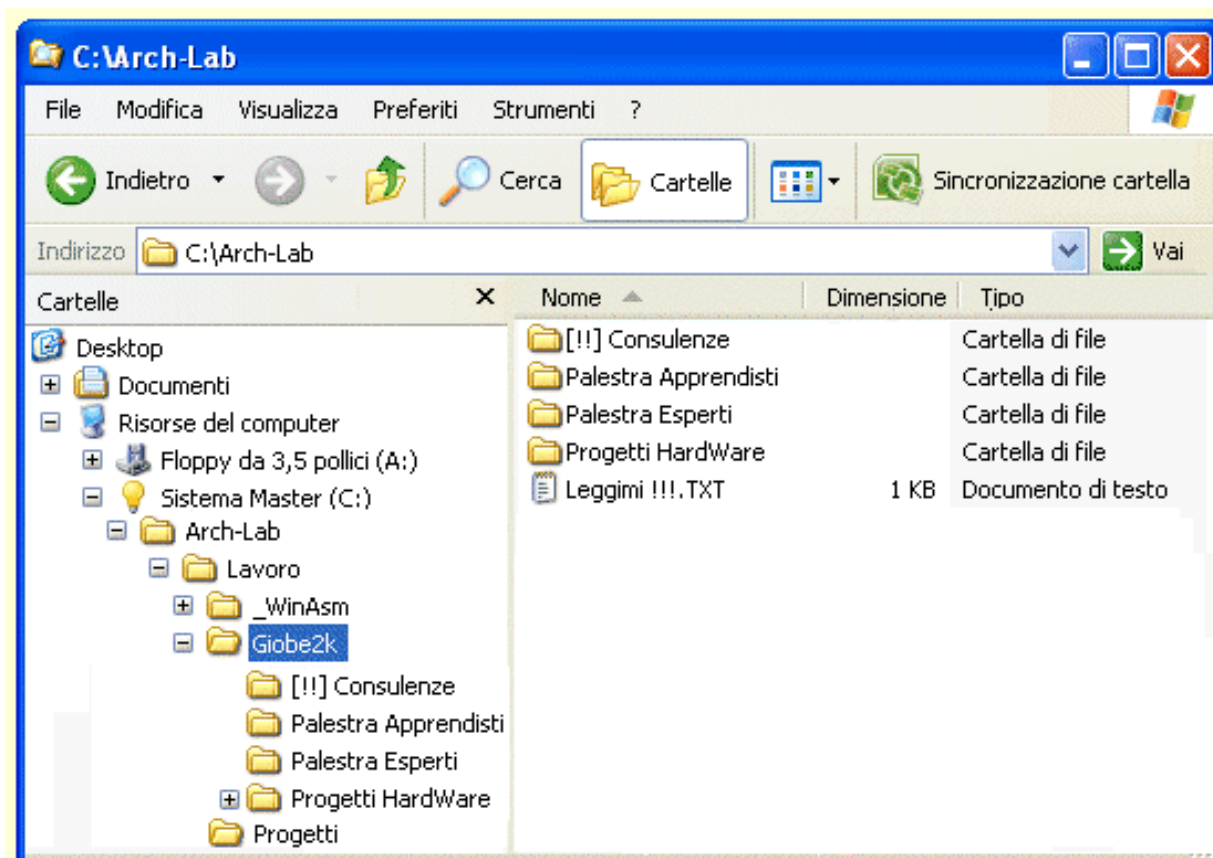 C:\Arch-Lab
File Modifica Visualizza Preferiti Strumenti ?
Indietro Cerca Cartelle Sincronizzazione cartella
Indirizzo C:\Arch-Lab Vai
Cartelle
Desktop
Documenti
Risorse del computer
Floppy da 3,5 pollici (A:)
Sistema Master (C:)
Arch-Lab
Lavoro
_WinAsm
Giobe2k
[!!] Consulenze
Palestra Apprendisti
Palestra Esperti
Progetti HardWare
Progetti
Nome Dimensione Tipo
[!!] Consulenze Cartella di file
Palestra Apprendisti Cartella di file
Palestra Esperti Cartella di file
Progetti HardWare Cartella di file
Leggimi !!!.TXT 1 KB Documento di testo